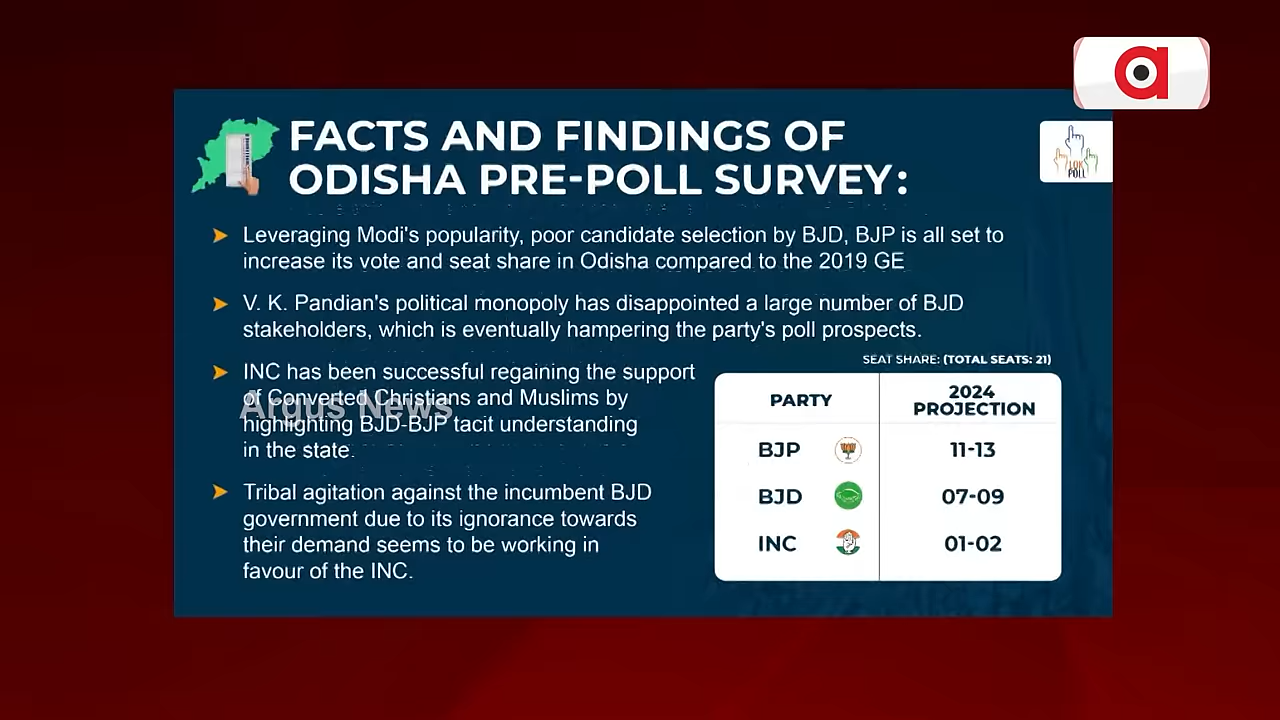 FACTS AND FINDINGS OF
ODISHA PRE-POLL SURVEY:
LOK
POLL
Leveraging Modi's popularity, poor candidate selection by BJD, BJP is all set to
increase its vote and seat share in Odisha compared to the 2019 GE
V. K. Pandian's political monopoly has disappointed a large number of BJD
stakeholders, which is eventually hampering the party's poll prospects.
INC has been successful regaining the support
of Converted Christians and Muslims by
highlighting BJD-BJP tacit understanding
in the state.
Argus News
Tribal agitation against the incumbent BJD
government due to its ignorance towards
their demand seems to be working in
favour of the INC.
SEAT SHARE: (TOTAL SEATS: 21)
PARTY 2024 PROJECTION
BJP 11-13
BJD 07-09
INC 01-02